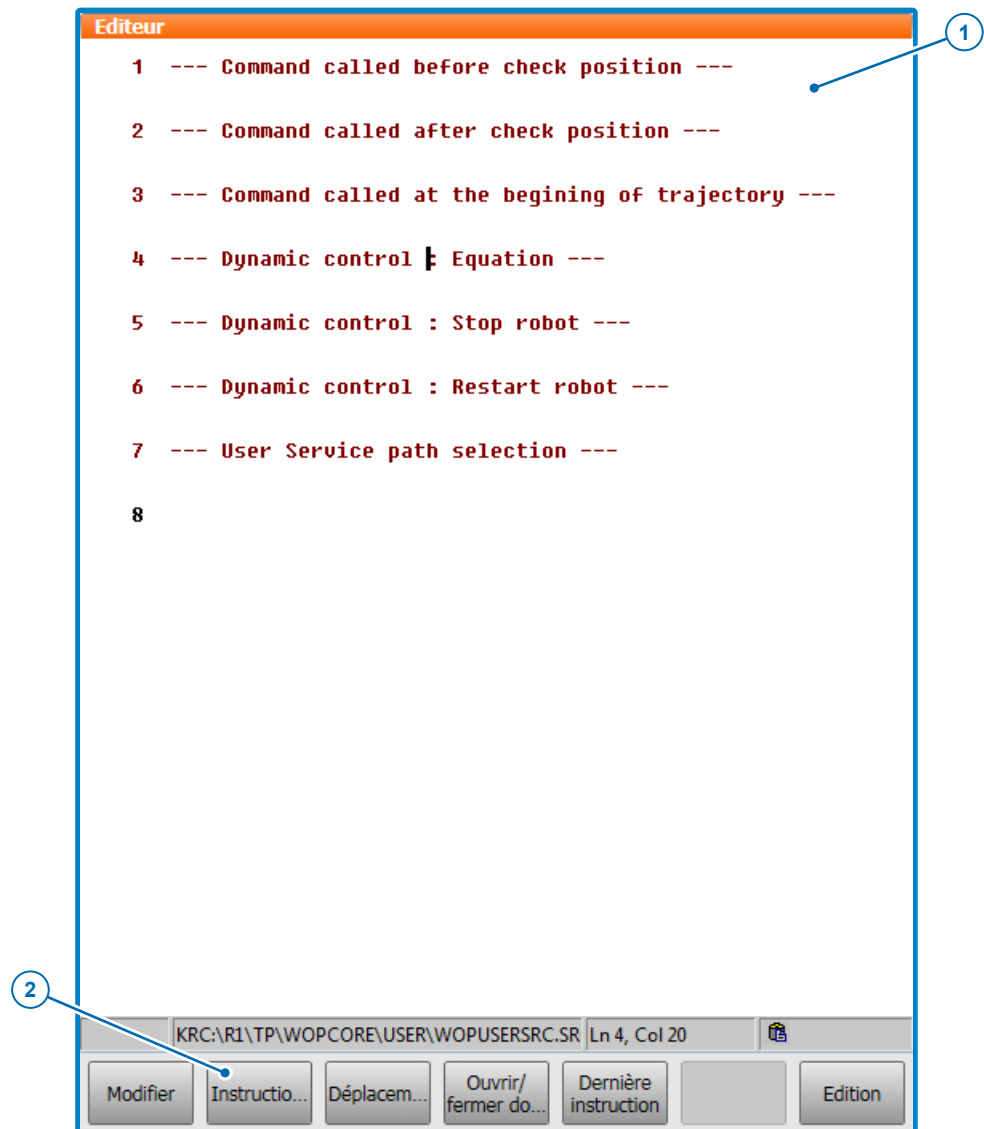 Editeur
1
1 --- Command called before check position ---
2 --- Command called after check position ---
3 --- Command called at the begining of trajectory ---
4 --- Dynamic control : Equation ---
5 --- Dynamic control : Stop robot ---
6 --- Dynamic control : Restart robot ---
7 --- User Service path selection ---
8
2
KRC:\R1\TP\WOPCORE\USER\WOPUSERSRC.SR Ln 4, Col 20
Modifier Instructio... Déplacem... Ouvrir/ fermer do... Dernière instruction Edition